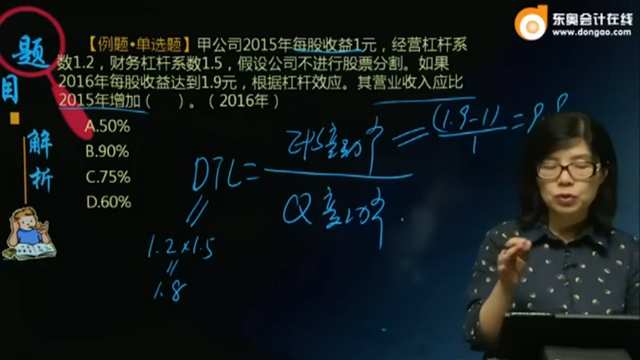 东奥会计在线
www.dongao.com
题目
解析
【例题•单选题】甲公司2015年每股收益1元，经营杠杆系
数1.2，财务杠杆系数1.5，假设公司不进行股票分割。如果
2016年每股收益达到1.9元，根据杠杆效应。其营业收入应比
2015年增加（ ）。（2016年）
A.50%
B.90%
C.75%
D.60%
DTL=
Q变动率
(1.9-1)
1
1.2×1.5
=
1.8